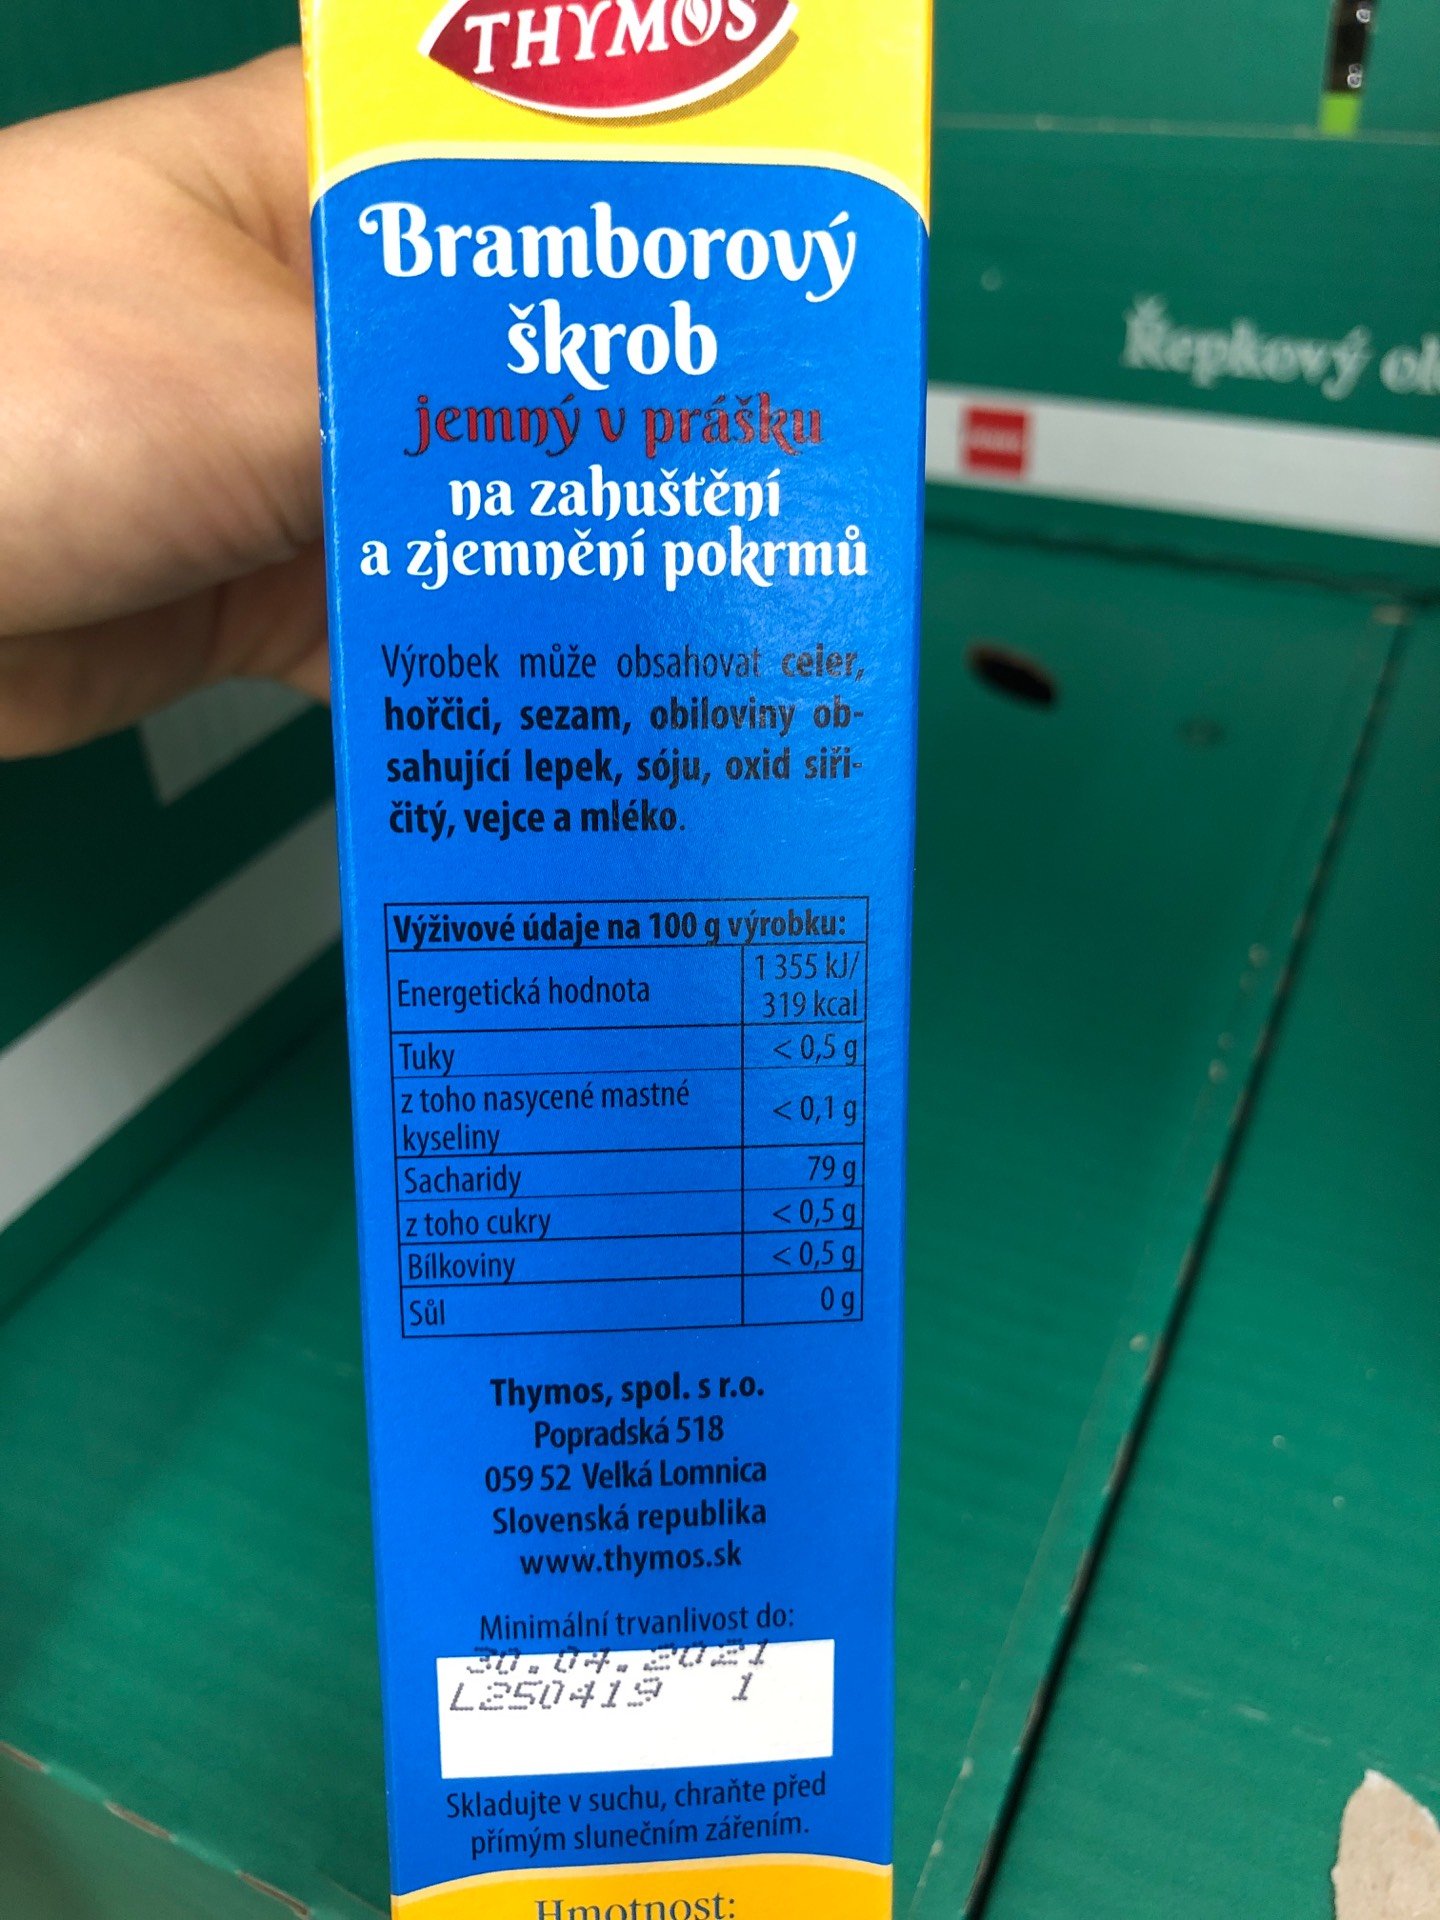 THYMOS
Bramborový
škrob
jemný v prášku
na zahuštění
a zjemnění pokrmů
Výrobek může obsahovat celer,
hořčici, sezam, obiloviny ob-
sahující lepek, sóju, oxid siři-
čitý, vejce a mléko.
Výživové údaje na 100 g výrobku:
Energetická hodnota 1 355 kJ/
319 kcal
Tuky < 0,5 g
z toho nasycené mastné
kyseliny < 0,1 g
Sacharidy 79 g
z toho cukry < 0,5 g
Bílkoviny < 0,5 g
Sůl 0 g
Thymos, spol. s r.o.
Popradská 518
059 52 Veľká Lomnica
Slovenská republika
www.thymos.sk
Minimální trvanlivost do:
30.04.2021
L250419 1
Skladujte v suchu, chraňte před
přímým slunečním zářením.
Hmotnost:
Řepkový